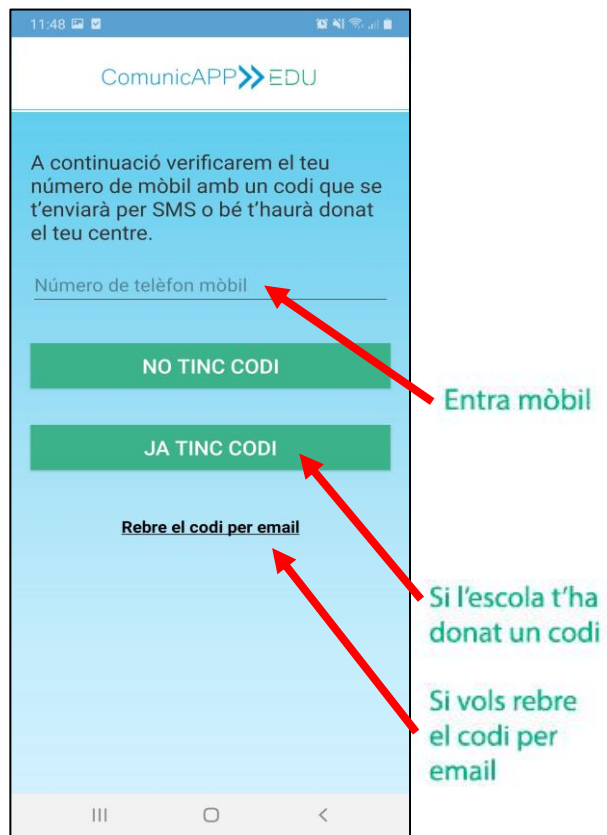 11:48
ComunicAPP EDU
A continuació verificarem el teu
número de mòbil amb un codi que se
t'enviarà per SMS o bé t'haurà donat
el teu centre.
Número de telèfon mòbil
NO TINC CODI
Entra mòbil
JA TINC CODI
Rebre el codi per email
Si l'escola t'ha
donat un codi
Si vols rebre
el codi per
email